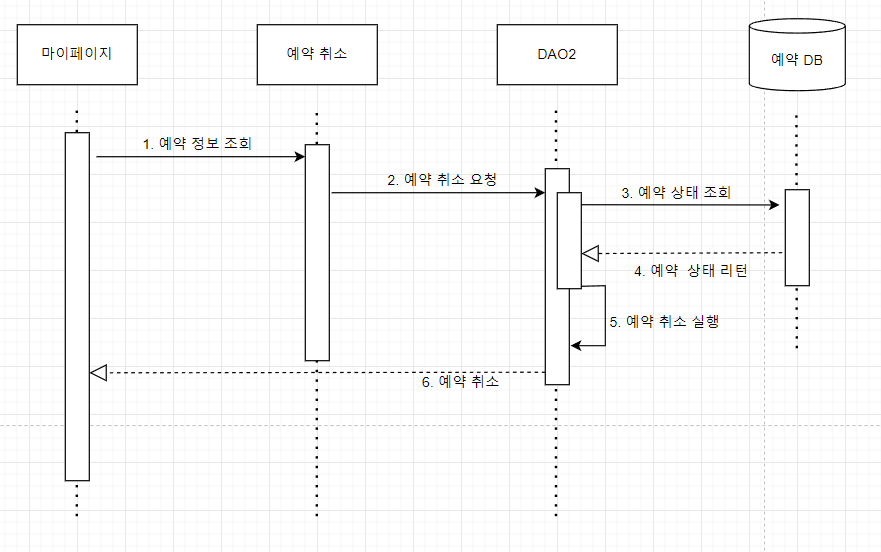 마이페이지
예약 취소
DAO2
예약 DB
1. 예약 정보 조회
2. 예약 취소 요청
3. 예약 상태 조회
4. 예약  상태 리턴
5. 예약 취소 실행
6. 예약 취소